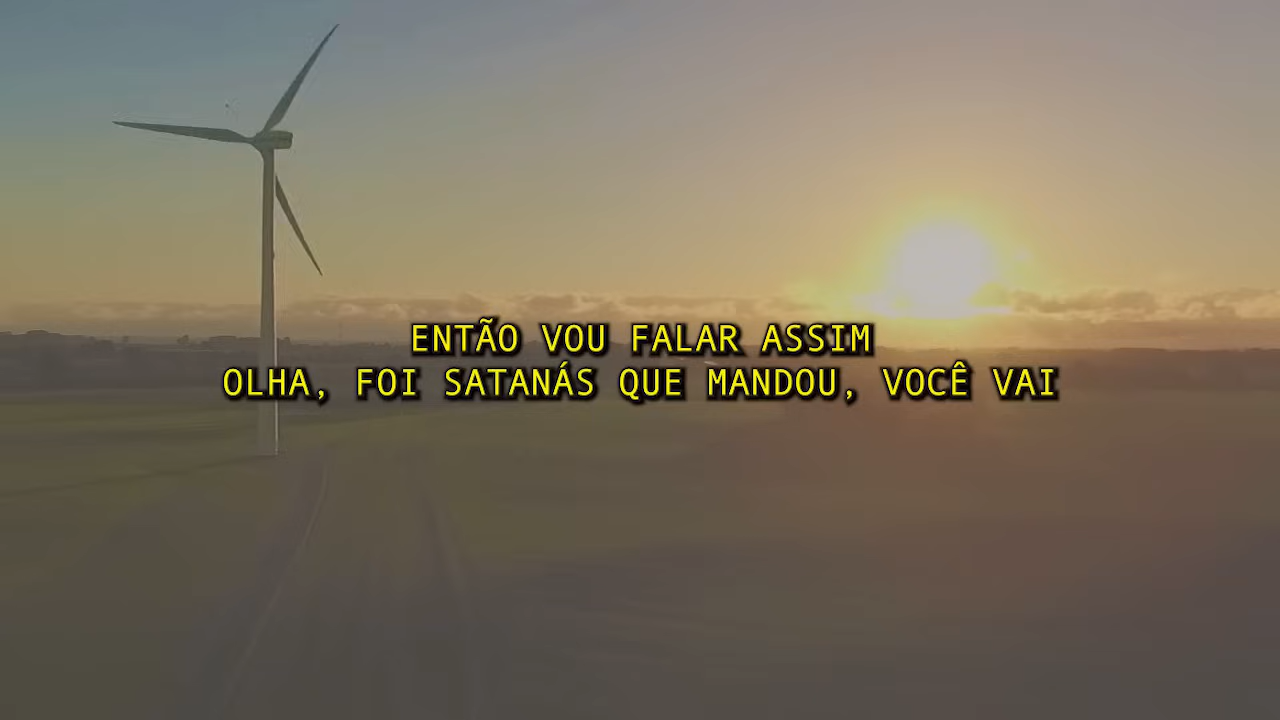 ENTÃO VOU FALAR ASSIM
OLHA, FOI SATANÁS QUE MANDOU, VOCÊ VAI